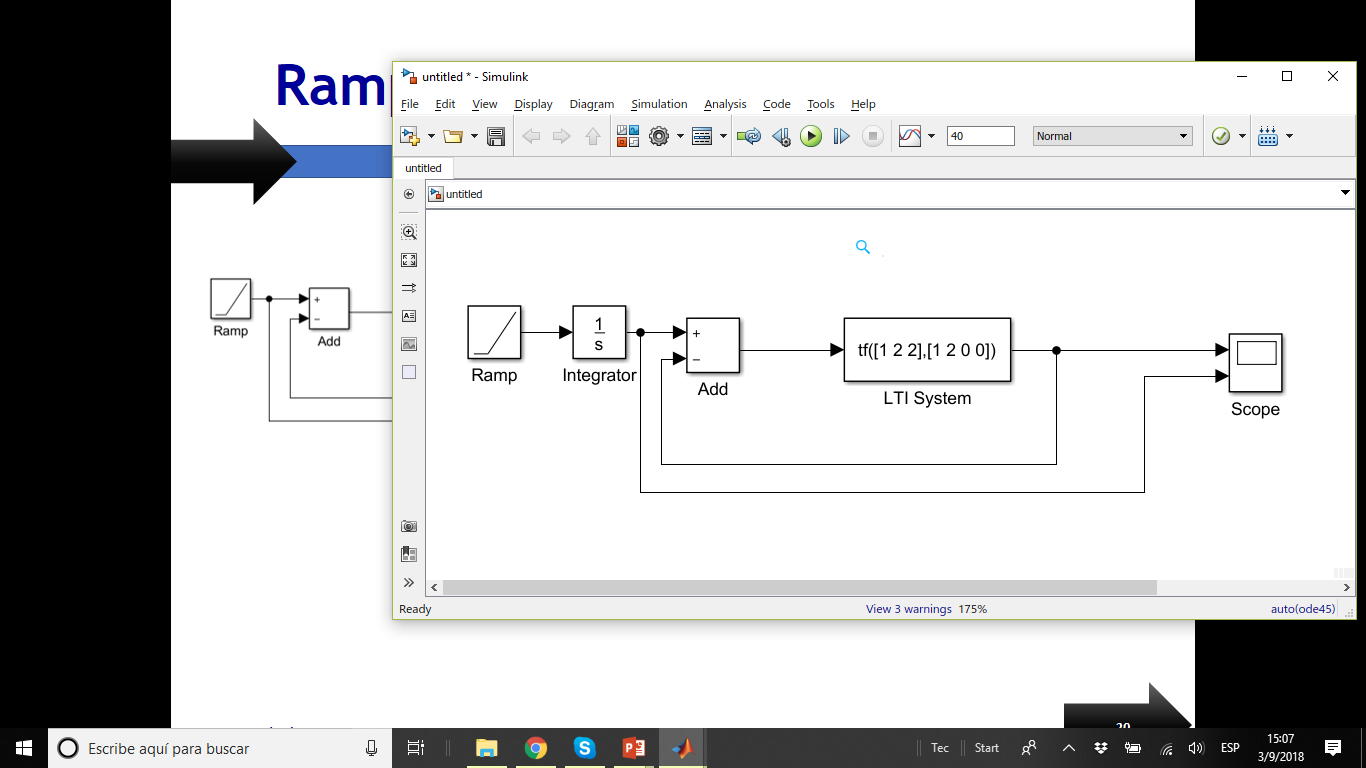 Ram
untitled * - Simulink
File Edit View Display Diagram Simulation Analysis Code Tools Help
40 Normal
untitled
untitled
Ramp
+
−
Add
Ramp
1
s
Integrator
+
−
Add
tf([1 2 2],[1 2 0 0])
LTI System
Scope
Ready View 3 warnings 175% auto(ode45)
Escribe aquí para buscar
Tec Start ESP 15:07
3/9/2018